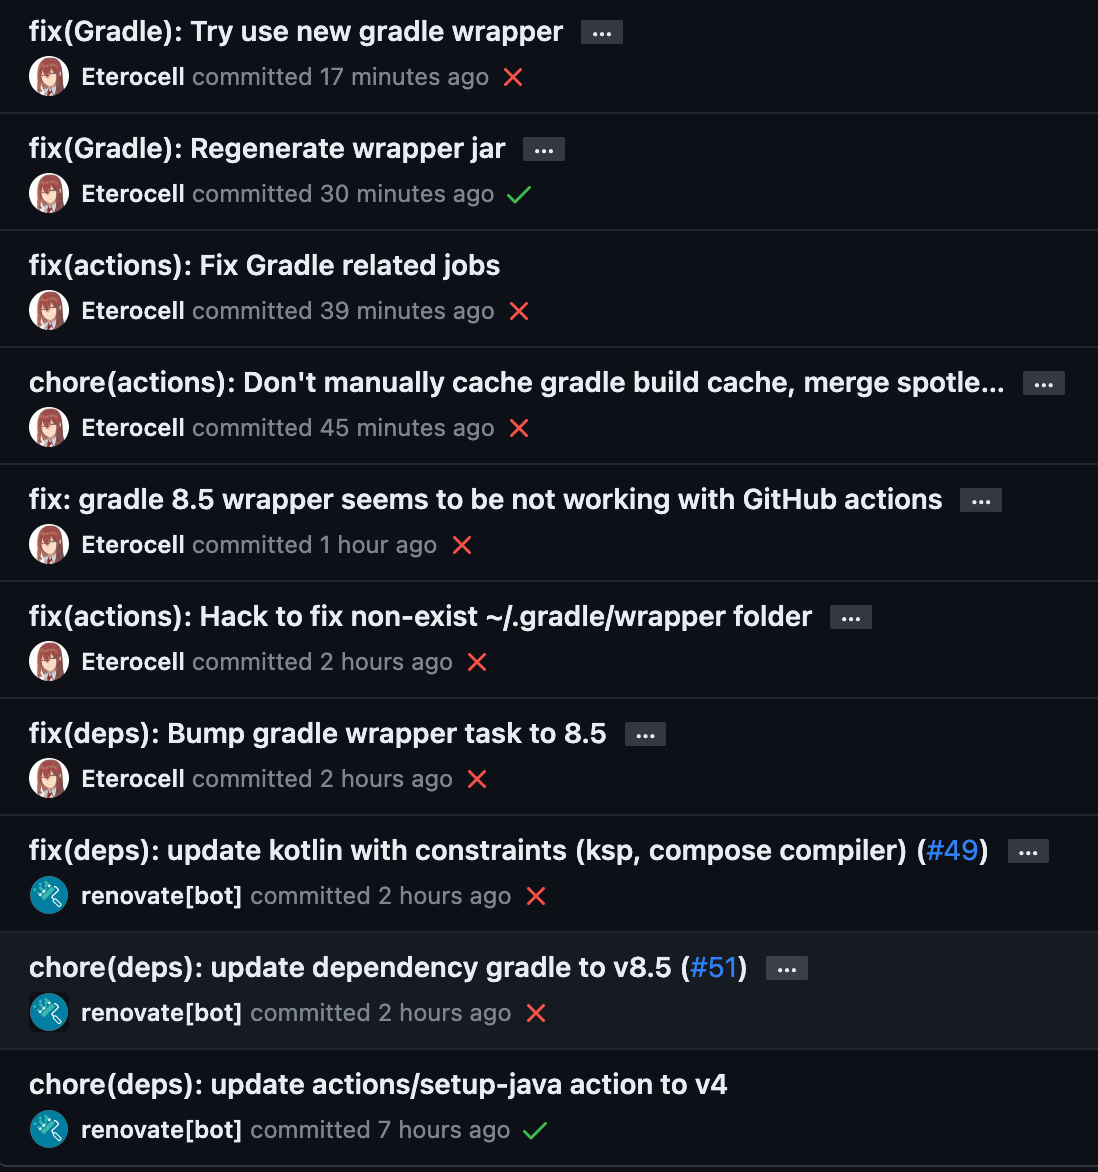 fix(Gradle): Try use new gradle wrapper ...
Eterocell committed 17 minutes ago
fix(Gradle): Regenerate wrapper jar ...
Eterocell committed 30 minutes ago
fix(actions): Fix Gradle related jobs
Eterocell committed 39 minutes ago
chore(actions): Don't manually cache gradle build cache, merge spotle... ...
Eterocell committed 45 minutes ago
fix: gradle 8.5 wrapper seems to be not working with GitHub actions ...
Eterocell committed 1 hour ago
fix(actions): Hack to fix non-exist ~/.gradle/wrapper folder ...
Eterocell committed 2 hours ago
fix(deps): Bump gradle wrapper task to 8.5 ...
Eterocell committed 2 hours ago
fix(deps): update kotlin with constraints (ksp, compose compiler) (#49) ...
renovate[bot] committed 2 hours ago
chore(deps): update dependency gradle to v8.5 (#51) ...
renovate[bot] committed 2 hours ago
chore(deps): update actions/setup-java action to v4
renovate[bot] committed 7 hours ago